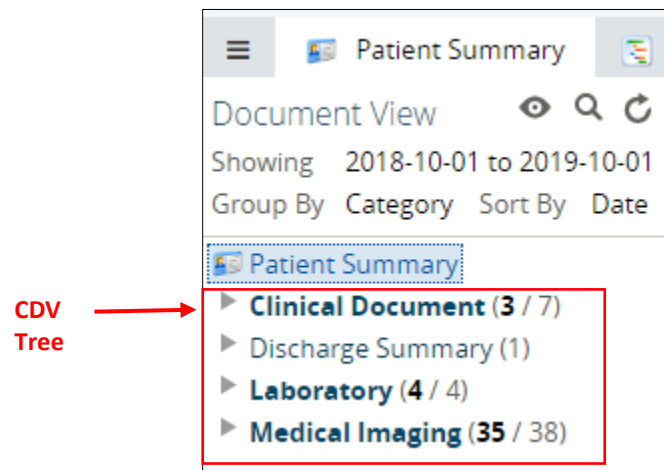 Patient Summary
Document View
Showing 2018-10-01 to 2019-10-01
Group By Category Sort By Date
Patient Summary
Clinical Document (3 / 7)
Discharge Summary (1)
Laboratory (4 / 4)
Medical Imaging (35 / 38)
CDV
Tree